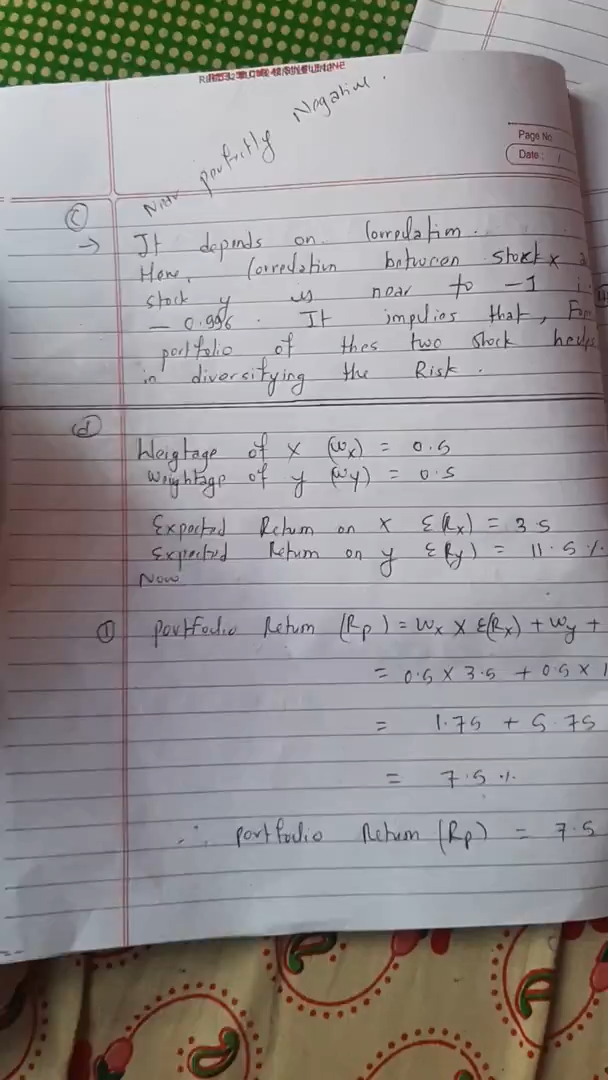 Page No
Date:
Near perfectly Negative.
(c)
→ It depends on Correlation.
Here, Correlation between stock x
stock y is near to -1 i.
- 0.996. It implies that, For
portfolio of thes two stock helps
in diversifying the Risk.
(d)
Weigtage of x (Wx) = 0.5
Weightage of y (Wy) = 0.5
Expected Return on x E(Rx) = 3.5
Expected Return on y E(Ry) = 11.5 %
Now
① Portfolio Return (Rp) = Wx X E(Rx) + Wy +
= 0.5 X 3.5 + 0.5 X 1
= 1.75 + 5.75
= 7.5 %
∴ Portfolio Return (Rp) = 7.5